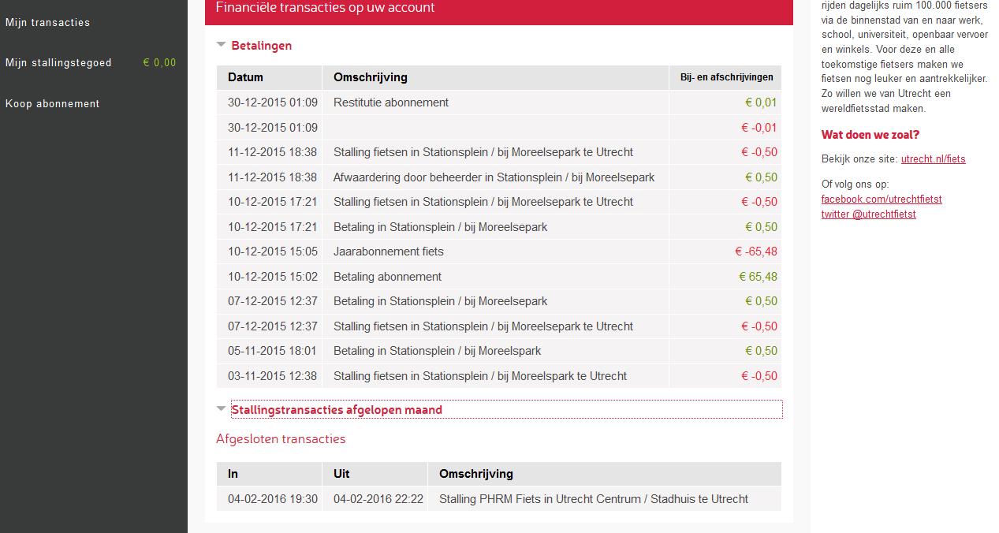 Mijn transacties
Mijn stallingstegoed € 0,00
Koop abonnement
Financiële transacties op uw account
Betalingen
Datum Omschrijving Bij- en afschrijvingen
30-12-2015 01:09 Restitutie abonnement € 0,01
30-12-2015 01:09 € -0,01
11-12-2015 18:38 Stalling fietsen in Stationsplein / bij Moreelsepark te Utrecht € -0,50
11-12-2015 18:38 Afwaardering door beheerder in Stationsplein / bij Moreelsepark € 0,50
10-12-2015 17:21 Stalling fietsen in Stationsplein / bij Moreelsepark te Utrecht € -0,50
10-12-2015 17:21 Betaling in Stationsplein / bij Moreelsepark € 0,50
10-12-2015 15:05 Jaarabonnement fiets € -65,48
10-12-2015 15:02 Betaling abonnement € 65,48
07-12-2015 12:37 Betaling in Stationsplein / bij Moreelsepark € 0,50
07-12-2015 12:37 Stalling fietsen in Stationsplein / bij Moreelsepark te Utrecht € -0,50
05-11-2015 18:01 Betaling in Stationsplein / bij Moreelspark € 0,50
03-11-2015 12:38 Stalling fietsen in Stationsplein / bij Moreelspark te Utrecht € -0,50
Stallingstransacties afgelopen maand
Afgesloten transacties
In Uit Omschrijving
04-02-2016 19:30 04-02-2016 22:22 Stalling PHRM Fiets in Utrecht Centrum / Stadhuis te Utrecht
rijden dagelijks ruim 100.000 fietsers
via de binnenstad van en naar werk,
school, universiteit, openbaar vervoer
en winkels. Voor deze en alle
toekomstige fietsers maken we
fietsen nog leuker en aantrekkelijker.
Zo willen we van Utrecht een
wereldfietsstad maken.
Wat doen we zoal?
Bekijk onze site: utrecht.nl/fiets
Of volg ons op:
facebook.com/utrechtfietst
twitter @utrechtfietst